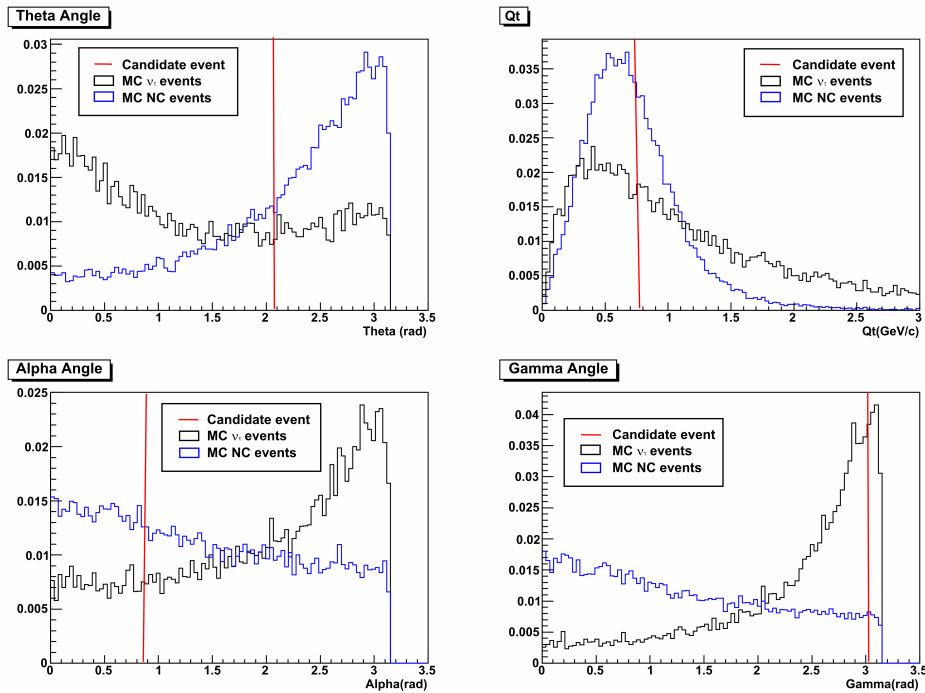 Theta Angle
0.03
0.025
0.02
0.015
0.01
0.005
0
Candidate event
MC ντ events
MC NC events
0 0.5 1 1.5 2 2.5 3 3.5
Theta (rad)
Qt
0.035
0.03
0.025
0.02
0.015
0.01
0.005
0
Candidate event
MC ντ events
MC NC events
0 0.5 1 1.5 2 2.5 3
Qt(GeV/c)
Alpha Angle
0.025
0.02
0.015
0.01
0.005
0
Candidate event
MC ντ events
MC NC events
0 0.5 1 1.5 2 2.5 3 3.5
Alpha(rad)
Gamma Angle
0.04
0.035
0.03
0.025
0.02
0.015
0.01
0.005
0
Candidate event
MC ντ events
MC NC events
0 0.5 1 1.5 2 2.5 3 3.5
Gamma(rad)